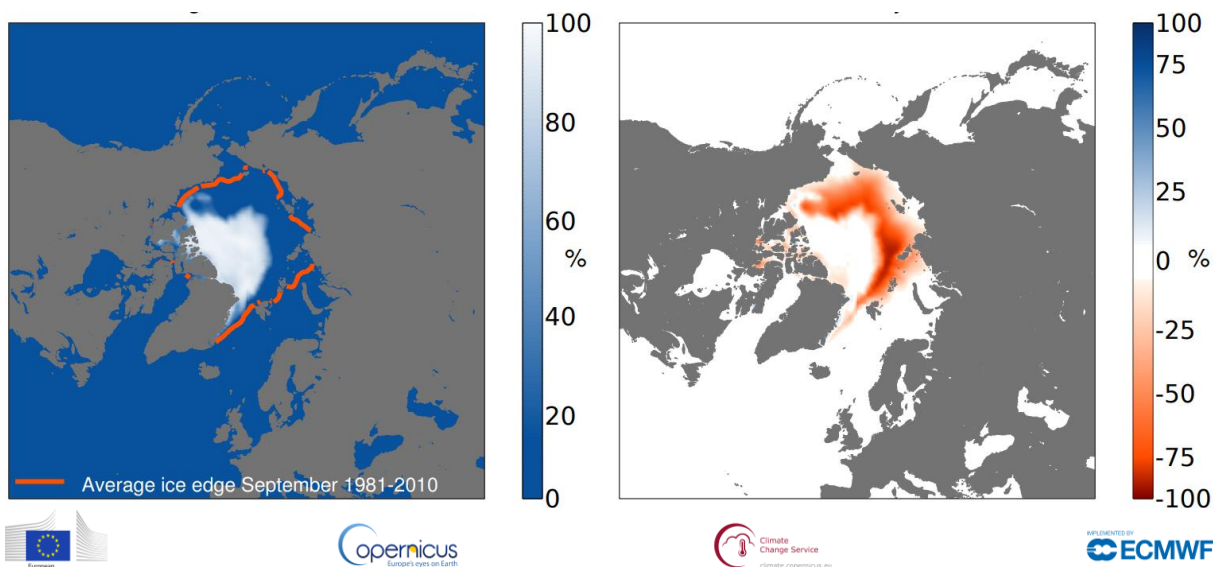 100
80
60
%
40
20
0
Average ice edge September 1981-2010
100
75
50
25
0 %
-25
-50
-75
-100
European
opernicus
Europe's eyes on Earth
Climate
Change Service
climate.copernicus.eu
IMPLEMENTED BY
ECMWF